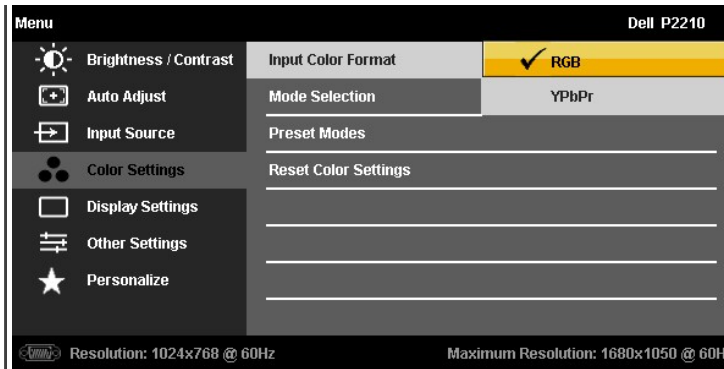 Menu Dell P2210
Brightness / Contrast Input Color Format RGB
Auto Adjust Mode Selection YPbPr
Input Source Preset Modes
Color Settings Reset Color Settings
Display Settings
Other Settings
Personalize
Resolution: 1024x768 @ 60Hz Maximum Resolution: 1680x1050 @ 60H